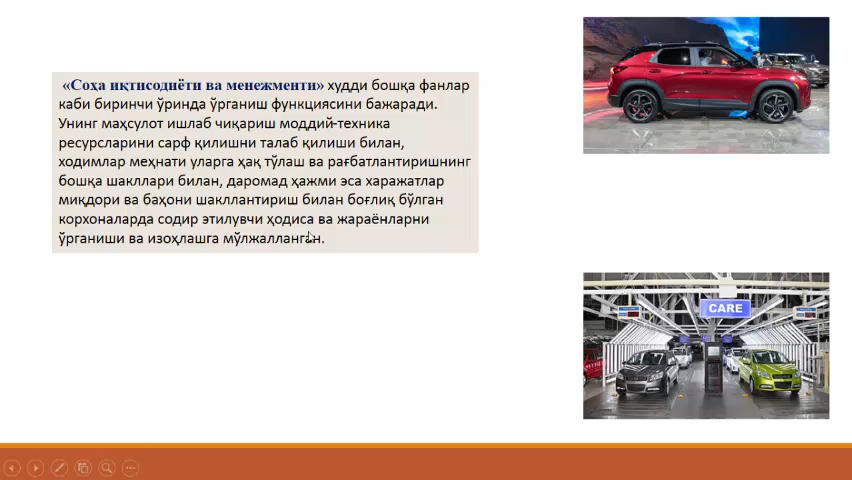 «Соҳа иқтисодиёти ва менежменти» худди бошқа фанлар
каби биринчи ўринда ўрганиш функциясини бажаради.
Унинг маҳсулот ишлаб чиқариш моддий-техника
ресурсларини сарф қилишни талаб қилиши билан,
ходимлар меҳнати уларга ҳақ тўлаш ва рағбатлантиришнинг
бошқа шакллари билан, даромад ҳажми эса харажатлар
миқдори ва баҳони шакллантириш билан боғлиқ бўлган
корхоналарда содир этилувчи ҳодиса ва жараёнларни
ўрганиши ва изоҳлашга мўлжалланган.
CARE